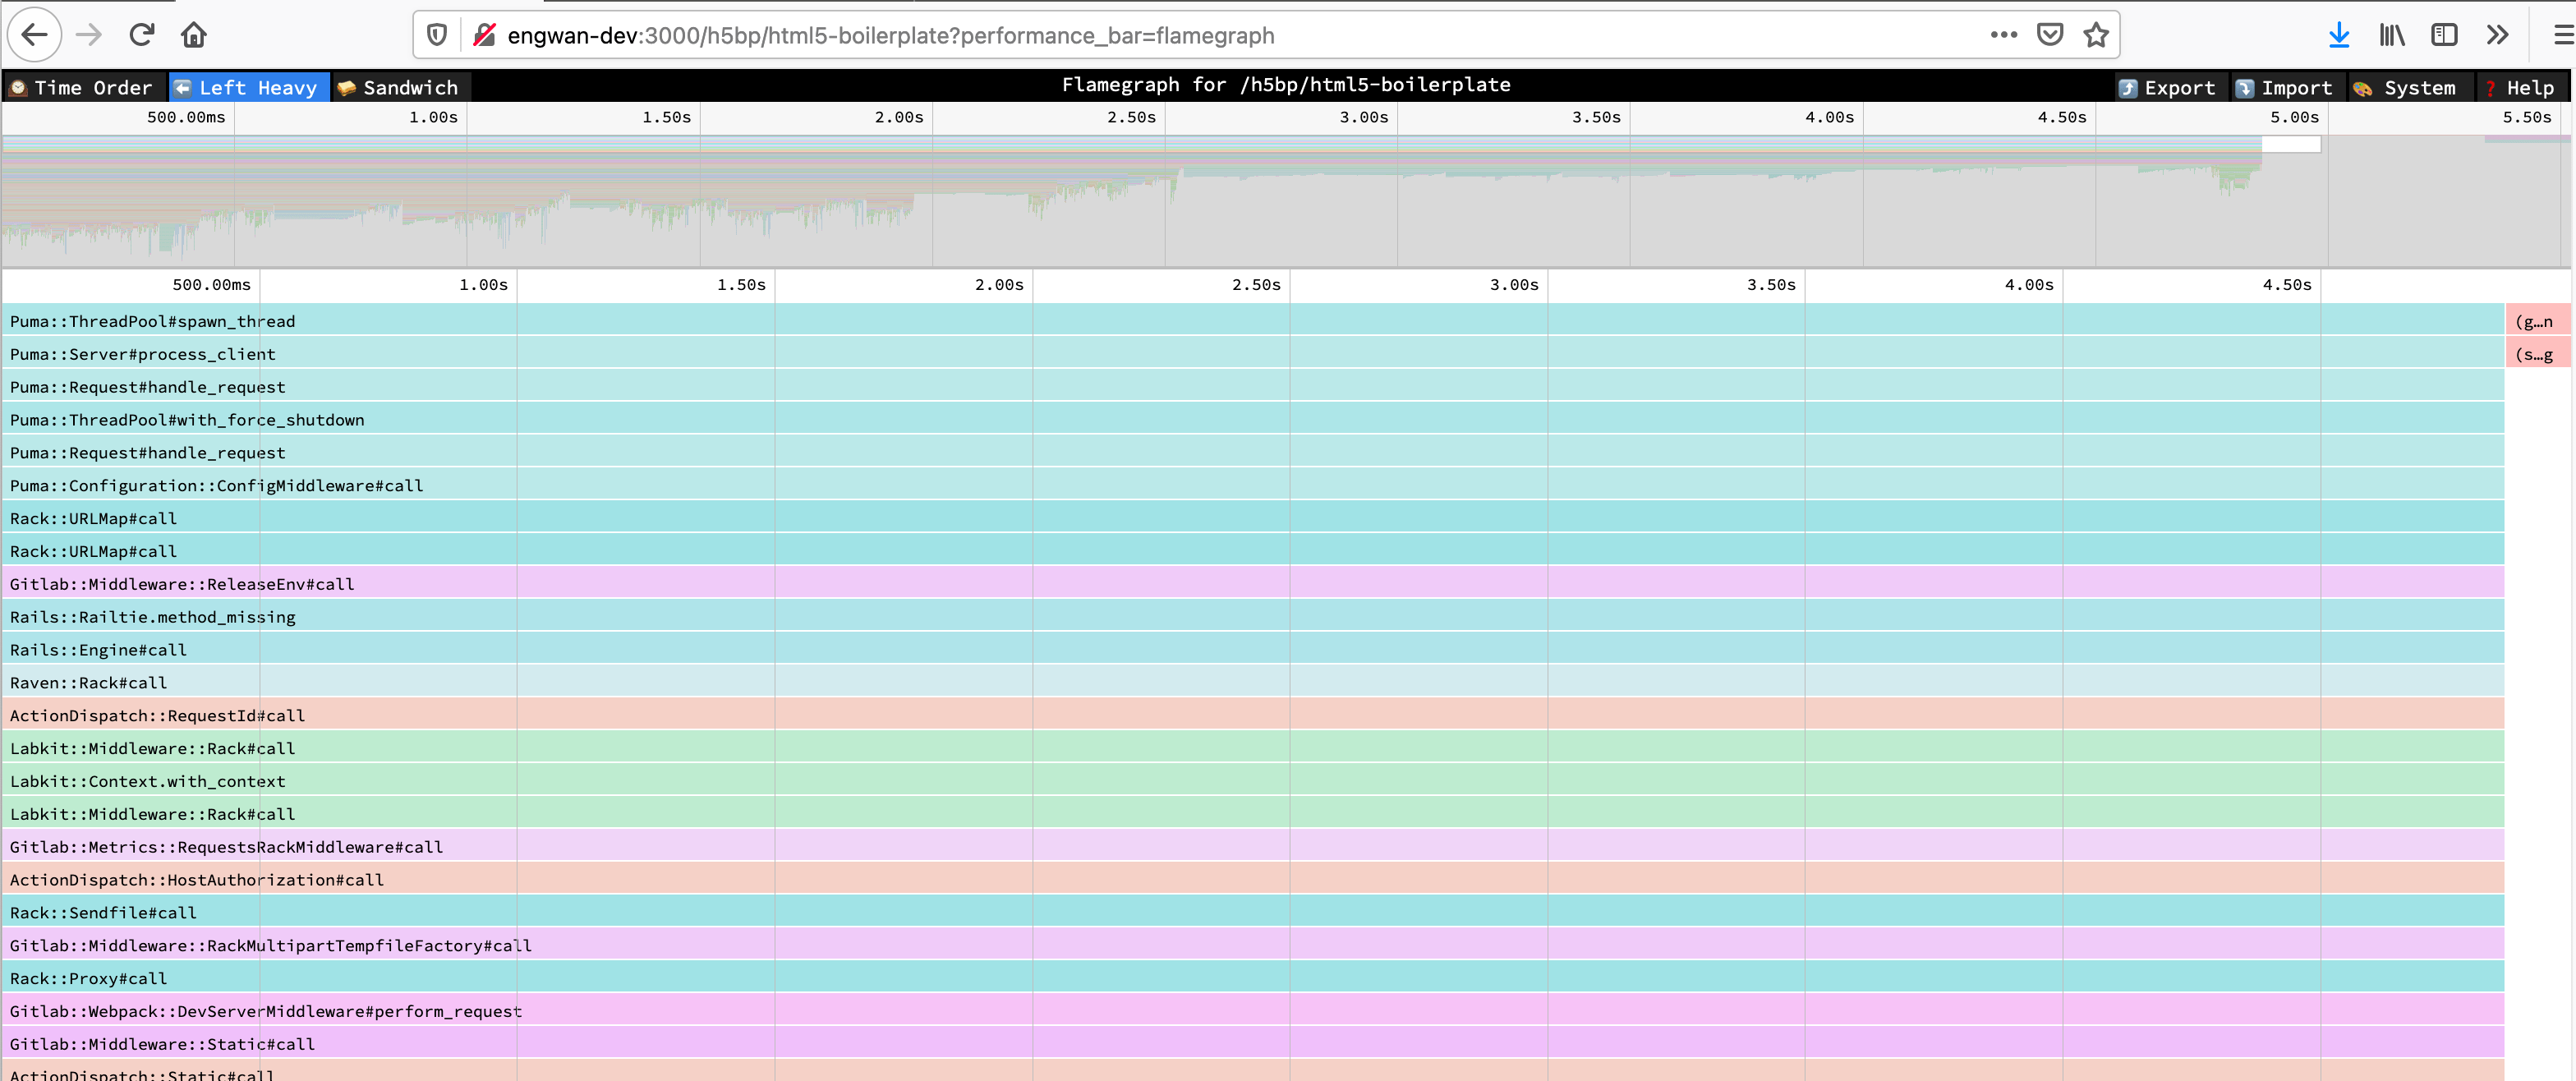 engwan-dev:3000/h5bp/html5-boilerplate?performance_bar=flamegraph
Time Order Left Heavy Sandwich Flamegraph for /h5bp/html5-boilerplate Export Import System Help
500.00ms 1.00s 1.50s 2.00s 2.50s 3.00s 3.50s 4.00s 4.50s 5.00s 5.50s
500.00ms 1.00s 1.50s 2.00s 2.50s 3.00s 3.50s 4.00s 4.50s
Puma::ThreadPool#spawn_thread (g…n
Puma::Server#process_client (s…g
Puma::Request#handle_request
Puma::ThreadPool#with_force_shutdown
Puma::Request#handle_request
Puma::Configuration::ConfigMiddleware#call
Rack::URLMap#call
Rack::URLMap#call
Gitlab::Middleware::ReleaseEnv#call
Rails::Railtie.method_missing
Rails::Engine#call
Raven::Rack#call
ActionDispatch::RequestId#call
Labkit::Middleware::Rack#call
Labkit::Context.with_context
Labkit::Middleware::Rack#call
Gitlab::Metrics::RequestsRackMiddleware#call
ActionDispatch::HostAuthorization#call
Rack::Sendfile#call
Gitlab::Middleware::RackMultipartTempfileFactory#call
Rack::Proxy#call
Gitlab::Webpack::DevServerMiddleware#perform_request
Gitlab::Middleware::Static#call
ActionDispatch::Static#call